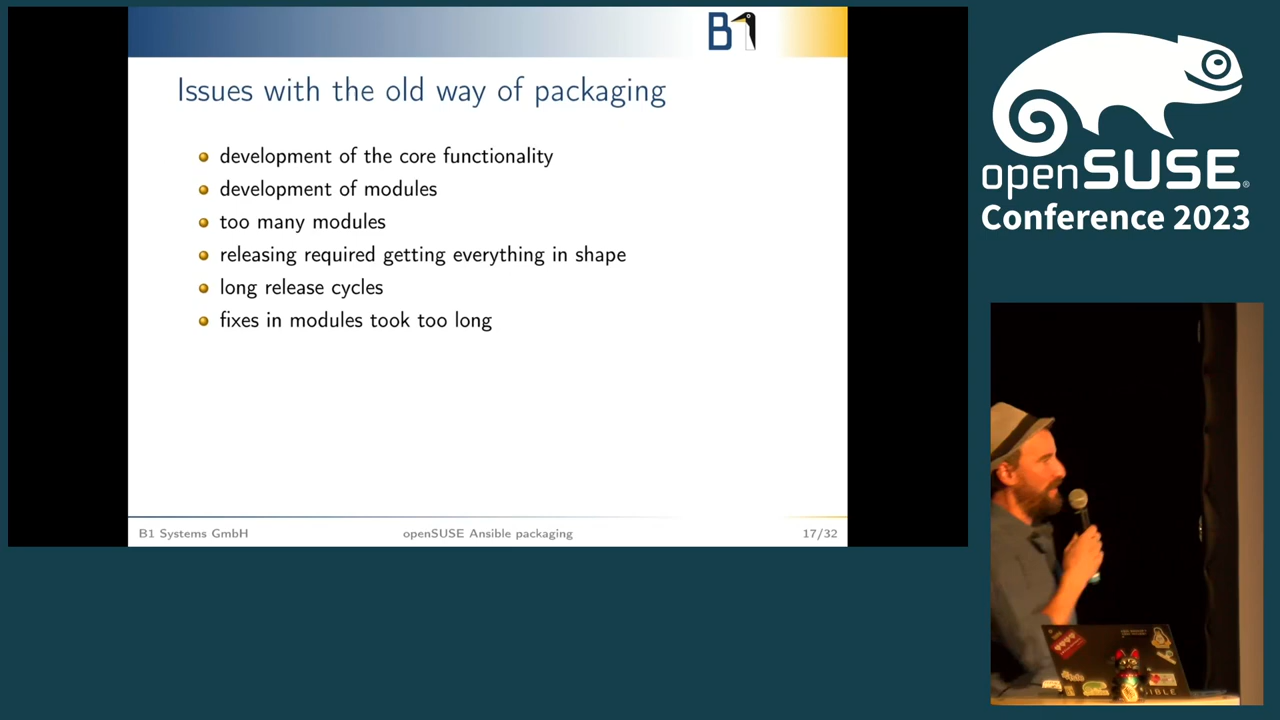 B1
Issues with the old way of packaging
development of the core functionality
development of modules
too many modules
releasing required getting everything in shape
long release cycles
fixes in modules took too long
B1 Systems GmbH
openSUSE Ansible packaging
17/32
openSUSE®
Conference 2023